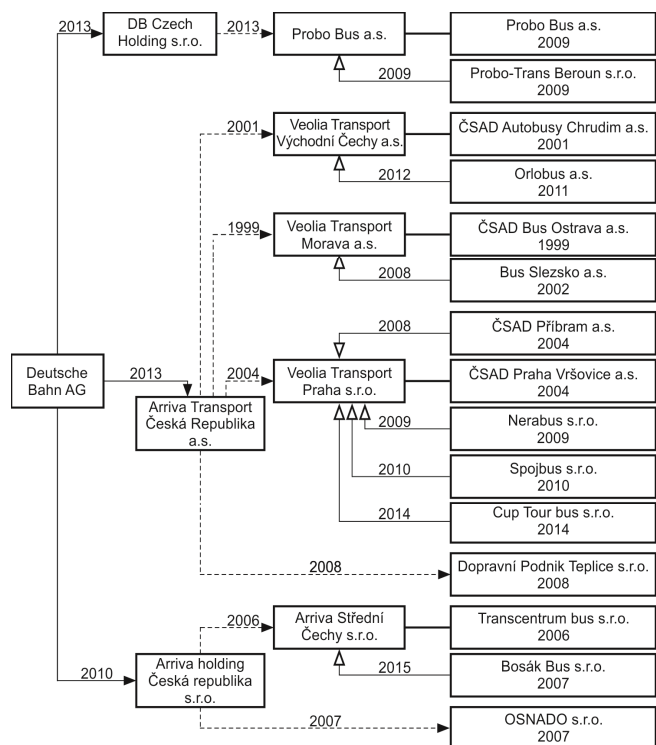 2013
DB Czech
Holding s.r.o.
2013
Probo Bus a.s.
Probo Bus a.s.
2009
2009
Probo-Trans Beroun s.r.o.
2009
2001
Veolia Transport
Východní Čechy a.s.
ČSAD Autobusy Chrudim a.s.
2001
2012
Orlobus a.s.
2011
1999
Veolia Transport
Morava a.s.
ČSAD Bus Ostrava a.s.
1999
2008
Bus Slezsko a.s.
2002
2008
ČSAD Příbram a.s.
2004
Deutsche
Bahn AG
2013
2004
Veolia Transport
Praha s.r.o.
ČSAD Praha Vršovice a.s.
2004
Arriva Transport
Česká Republika
a.s.
2009
Nerabus s.r.o.
2009
2010
Spojbus s.r.o.
2010
2014
Cup Tour bus s.r.o.
2014
2008
Dopravní Podnik Teplice s.r.o.
2008
2006
Arriva Střední
Čechy s.r.o.
Transcentrum bus s.r.o.
2006
2010
Arriva holding
Česká republika
s.r.o.
2015
Bosák Bus s.r.o.
2007
2007
OSNADO s.r.o.
2007